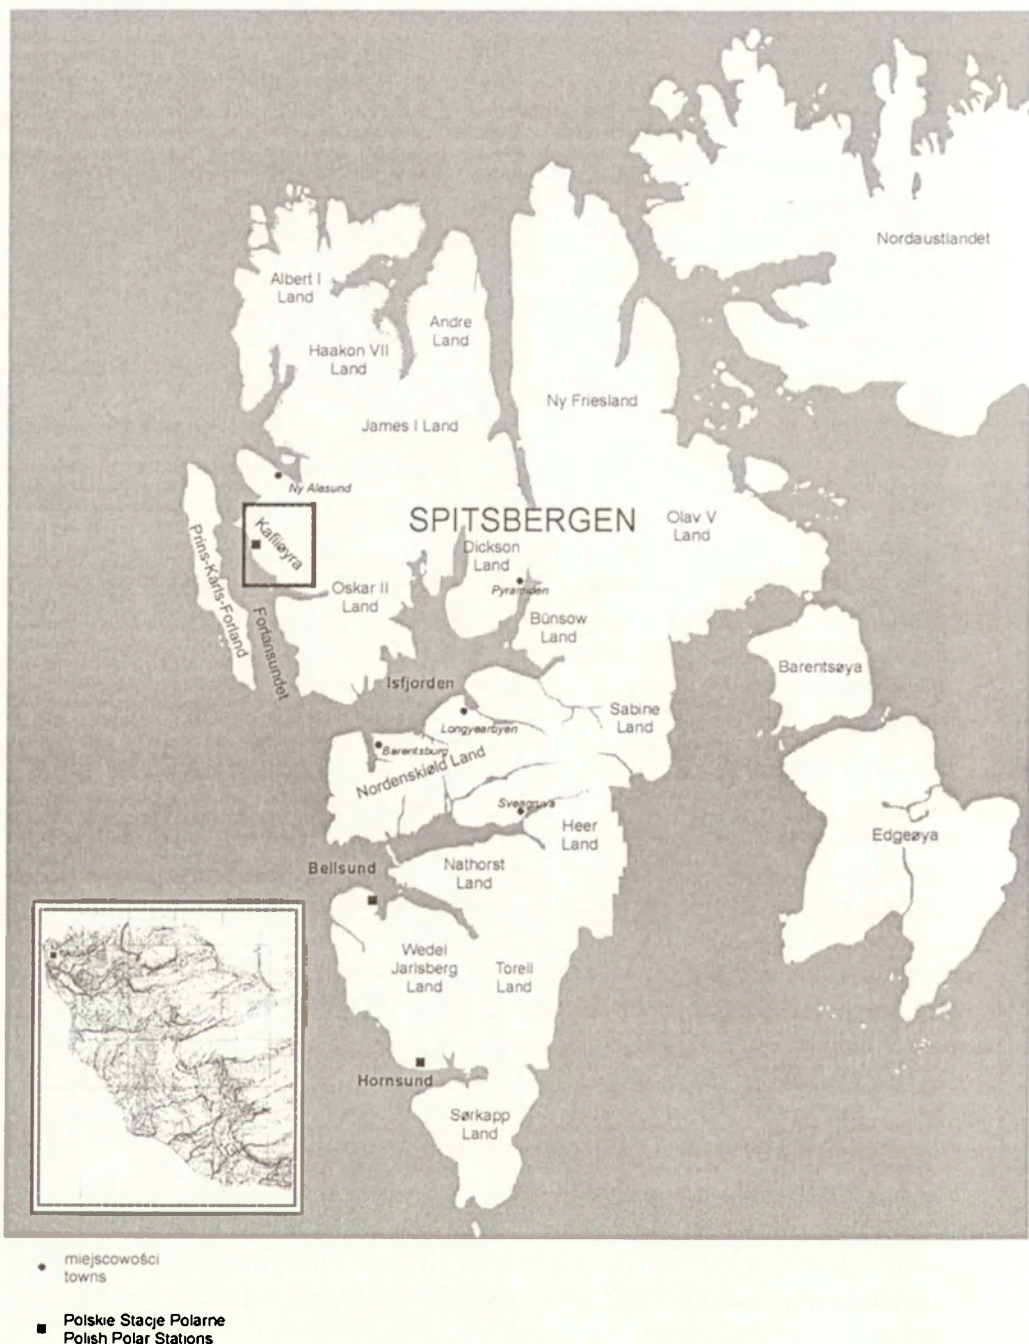 Nordaustlandet
Albert I
Land
Andre
Land
Haakon VII
Land
Ny Friesland
James I Land
Ny Alesund
SPITSBERGEN
Olav V
Land
Kaffiøyra
Prins-Karls-Forland
Forlansundet
Dickson
Land
Pyramiden
Oskar II
Land
Bünsow
Land
Barentsøya
Isfjorden
Sabine
Land
Longyearbyen
Barentsburg
Nordenskiøld Land
Sveagruva
Heer
Land
Edgeøya
Bellsund
Nathorst
Land
Wedel
Jarlsberg
Land
Torell
Land
Hornsund
Sørkapp
Land
miejscowości
towns
Polskie Stacje Polarne
Polish Polar Stations